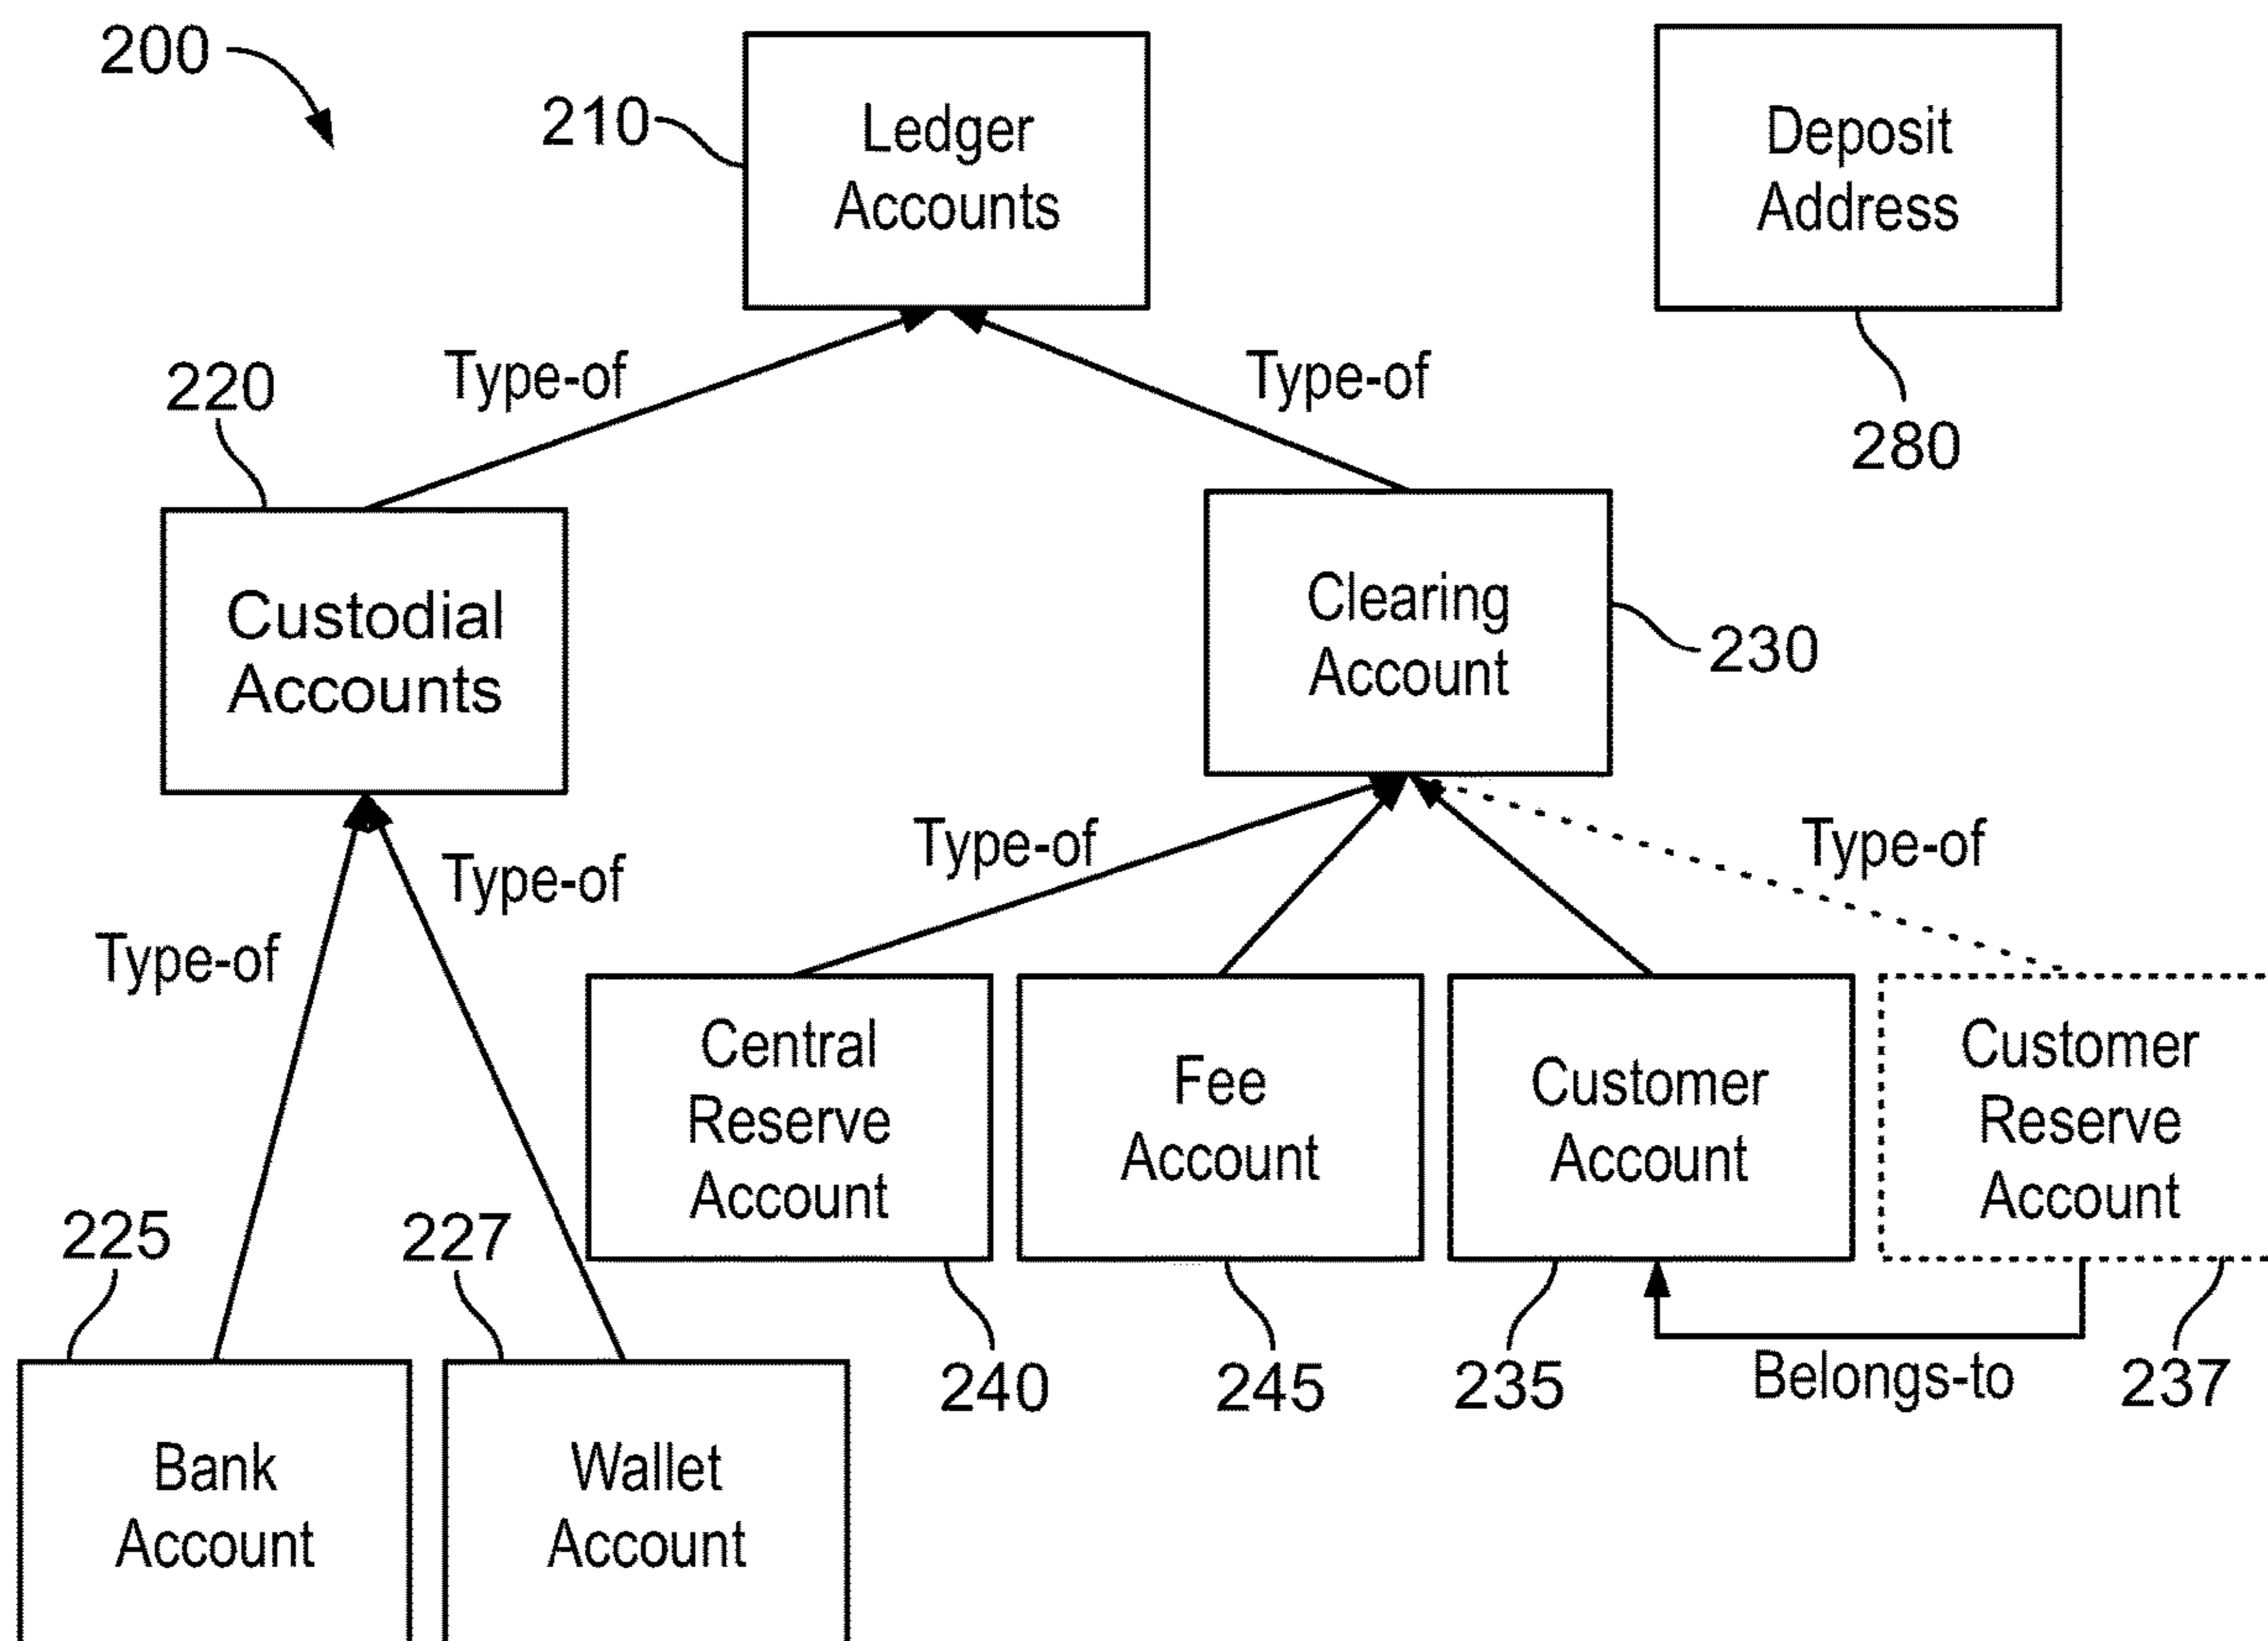 200
210
Ledger
Accounts
Deposit
Address
280
220
Type-of
Type-of
Custodial
Accounts
Clearing
Account
230
Type-of
Type-of
Type-of
Type-of
Central
Reserve
Account
Fee
Account
Customer
Account
Customer
Reserve
Account
225
227
240
245
235
Belongs-to
237
Bank
Account
Wallet
Account